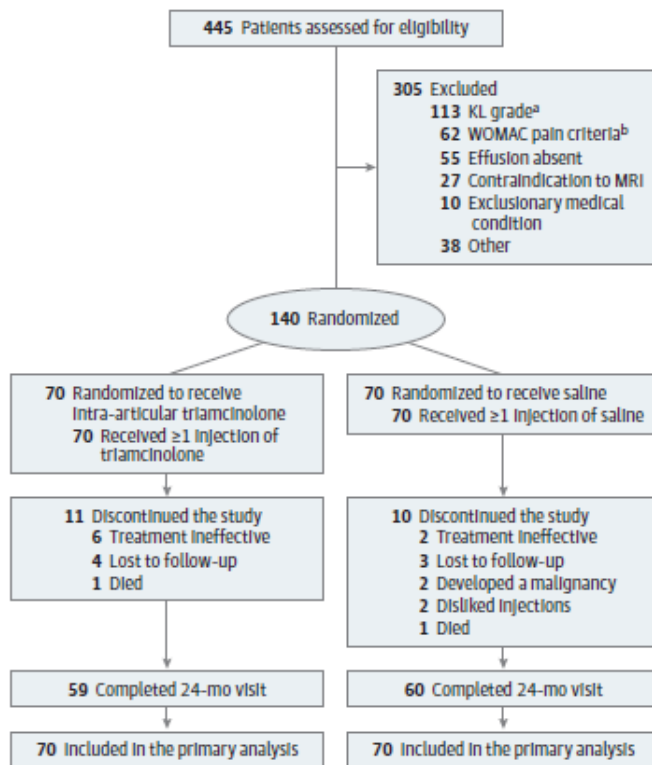 445 Patients assessed for eligibility
305 Excluded
113 KL gradeª
62 WOMAC pain criteriaᵇ
55 Effusion absent
27 Contraindication to MRI
10 Exclusionary medical
condition
38 Other
140 Randomized
70 Randomized to receive
intra-articular triamcinolone
70 Received ≥1 injection of
triamcinolone
70 Randomized to receive saline
70 Received ≥1 injection of saline
11 Discontinued the study
6 Treatment ineffective
4 Lost to follow-up
1 Died
10 Discontinued the study
2 Treatment ineffective
3 Lost to follow-up
2 Developed a malignancy
2 Disliked injections
1 Died
59 Completed 24-mo visit
60 Completed 24-mo visit
70 Included in the primary analysis
70 Included in the primary analysis